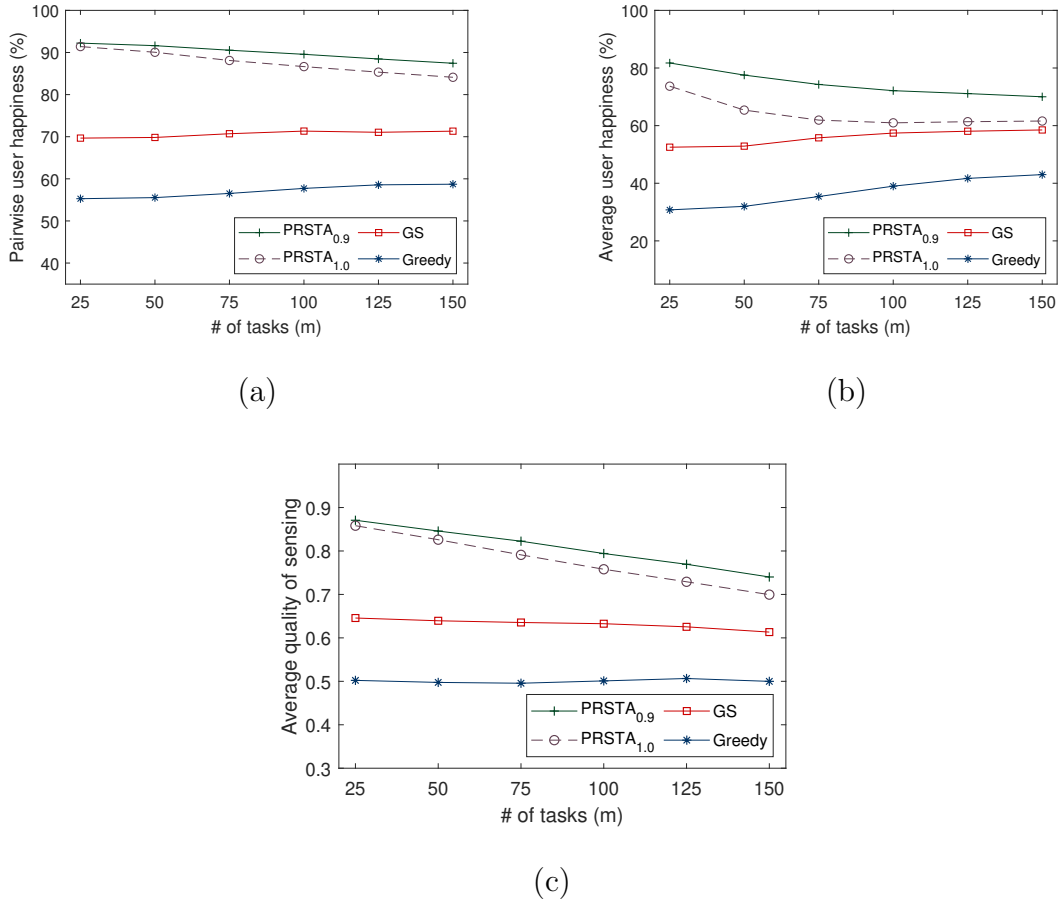 Pairwise user happiness (%)
100
90
80
70
60
50
40
PRSTA0.9
GS
PRSTA1.0
Greedy
25 50 75 100 125 150
# of tasks (m)
(a)
Average user happiness (%)
100
80
60
40
20
PRSTA0.9
GS
PRSTA1.0
Greedy
25 50 75 100 125 150
# of tasks (m)
(b)
Average quality of sensing
0.9
0.8
0.7
0.6
0.5
0.4
0.3
PRSTA0.9
GS
PRSTA1.0
Greedy
25 50 75 100 125 150
# of tasks (m)
(c)